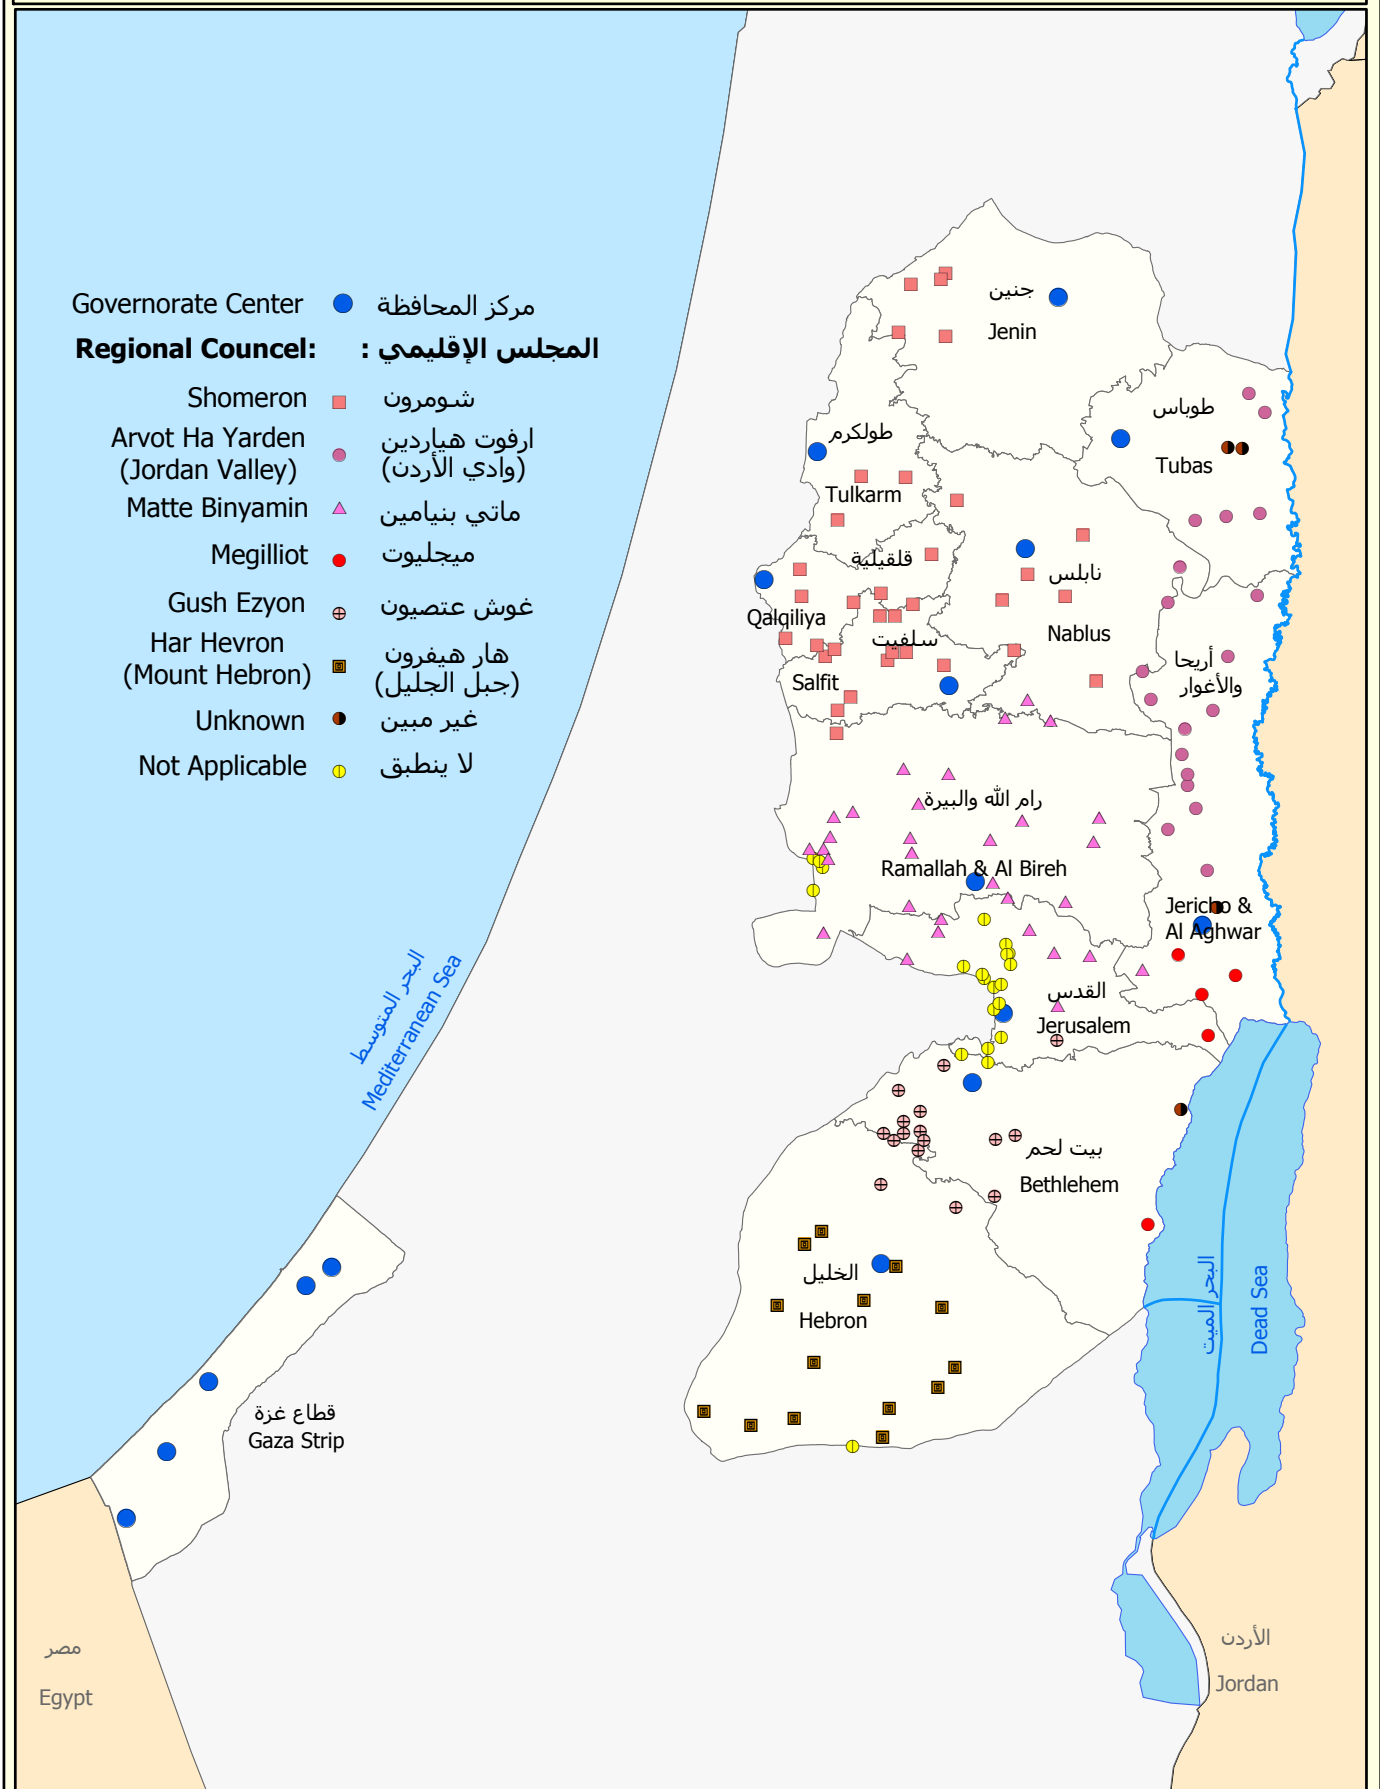 Governorate Center مركز المحافظة
Regional Councel: المجلس الإقليمي :
Shomeron شومرون
Arvot Ha Yarden ارفوت هياردين
(Jordan Valley) (وادي الأردن)
Matte Binyamin ماتي بنيامين
Megilliot ميجليوت
Gush Ezyon غوش عتصيون
Har Hevron هار هيفرون
(Mount Hebron) (جبل الجليل)
Unknown غير مبين
Not Applicable لا ينطبق
جنين
Jenin
طوباس
Tubas
طولكرم
Tulkarm
قلقيلية
Qalqiliya
نابلس
Nablus
سلفيت
Salfit
أريحا
والأغوار
Jericho &
Al Aghwar
رام الله والبيرة
Ramallah & Al Bireh
القدس
Jerusalem
بيت لحم
Bethlehem
الخليل
Hebron
البحر المتوسط
Mediterranean Sea
البحر الميت
Dead Sea
قطاع غزة
Gaza Strip
مصر
Egypt
الأردن
Jordan